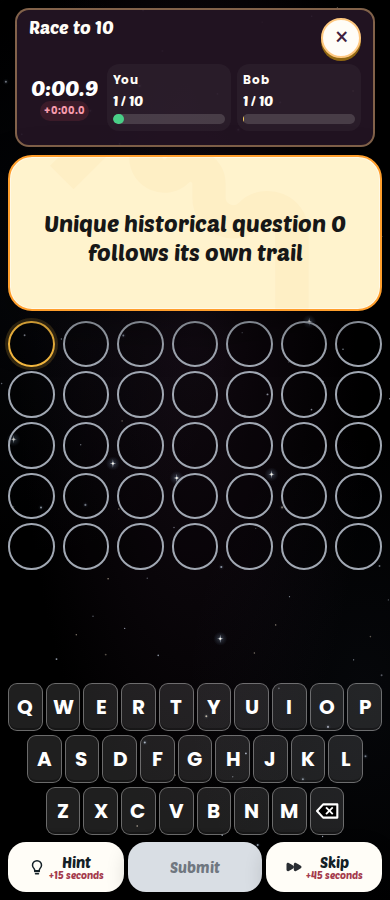 Race to 10
×
0:00.9
+0:00.0
You
1 / 10
Bob
1 / 10
Unique historical question 0
follows its own trail
Q W E R T Y U I O P
A S D F G H J K L
Z X C V B N M
Hint
+15 seconds
Submit
Skip
+45 seconds